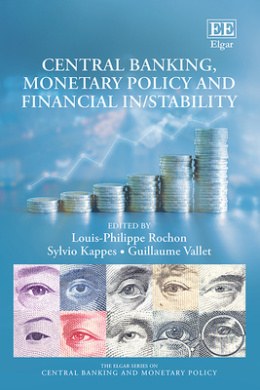 EE
Elgar
CENTRAL BANKING,
MONETARY POLICY AND
FINANCIAL IN/STABILITY
EDITED BY
Louis-Philippe Rochon
Sylvio Kappes • Guillaume Vallet
THE ELGAR SERIES ON
CENTRAL BANKING AND MONETARY POLICY